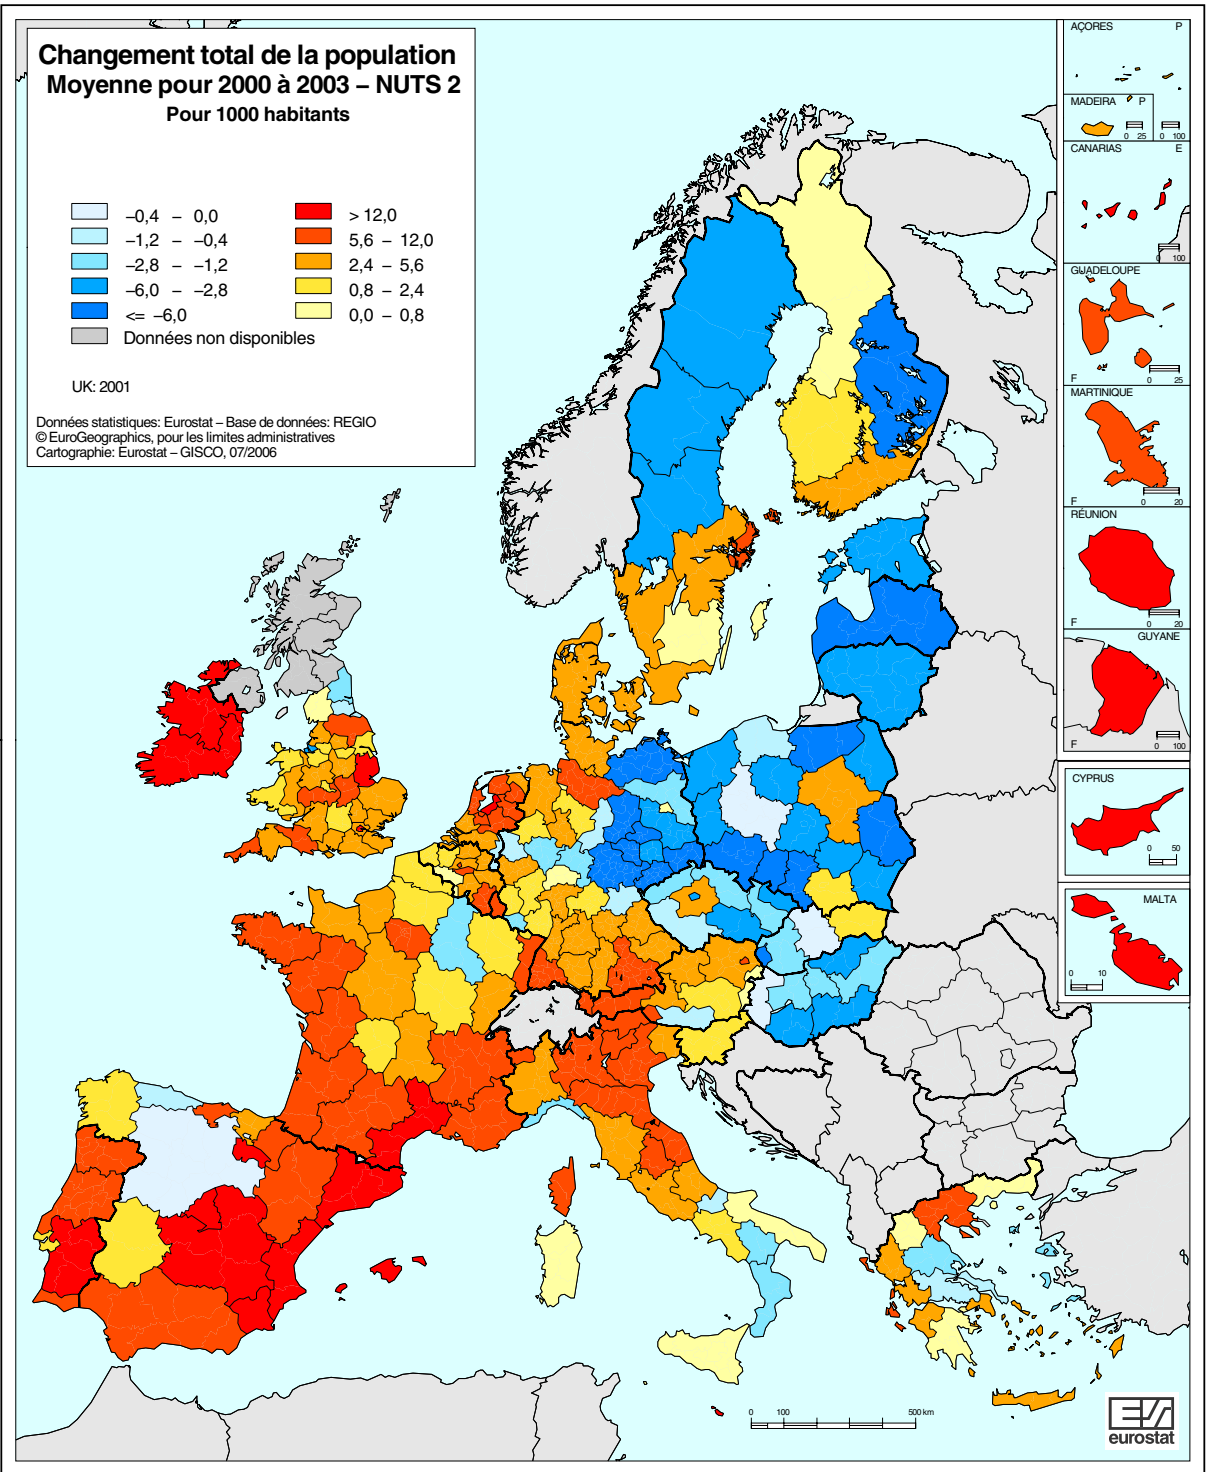 Changement total de la population
Moyenne pour 2000 à 2003 – NUTS 2
Pour 1000 habitants
−0,4 − 0,0
−1,2 − −0,4
−2,8 − −1,2
−6,0 − −2,8
<= −6,0
> 12,0
5,6 − 12,0
2,4 − 5,6
0,8 − 2,4
0,0 − 0,8
Données non disponibles
UK: 2001
Données statistiques: Eurostat – Base de données: REGIO
© EuroGeographics, pour les limites administratives
Cartographie: Eurostat – GISCO, 07/2006
AÇORES P
MADEIRA P
0 25
0 100
CANARIAS E
0 100
GUADELOUPE
F
0 25
MARTINIQUE
F
0 20
RÉUNION
F
0 20
GUYANE
F
0 100
CYPRUS
0 50
MALTA
0 10
0 100 500 km
eurostat